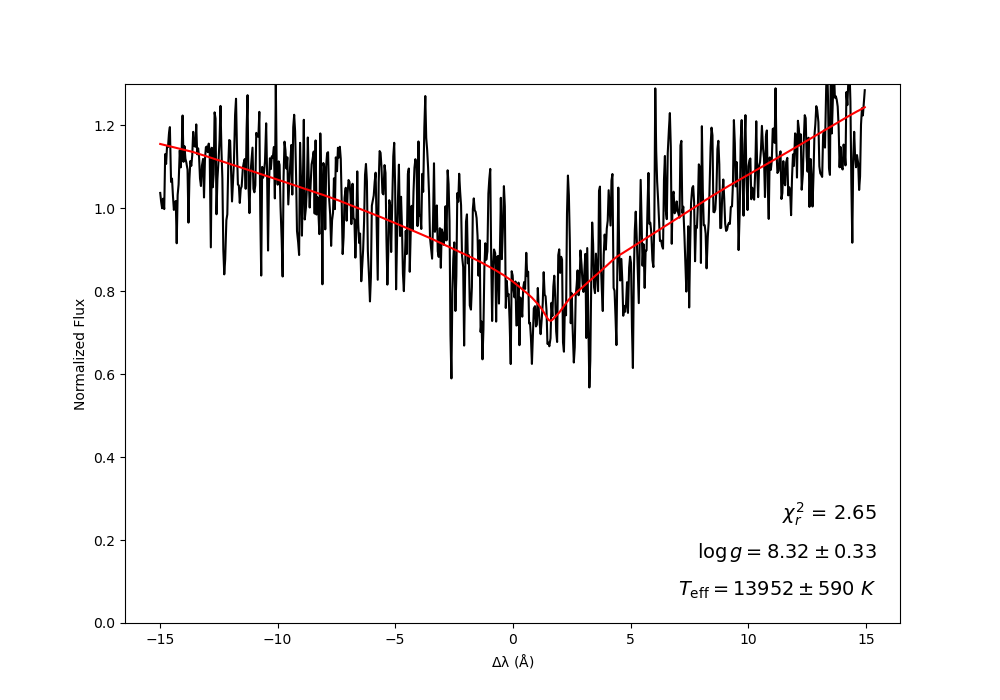 1.2
1.0
0.8
0.6
0.4
0.2
0.0
Normalized Flux
χ²ᵣ = 2.65
log g = 8.32 ± 0.33
T_eff = 13952 ± 590 K
−15
−10
−5
0
5
10
15
Δλ (Å)